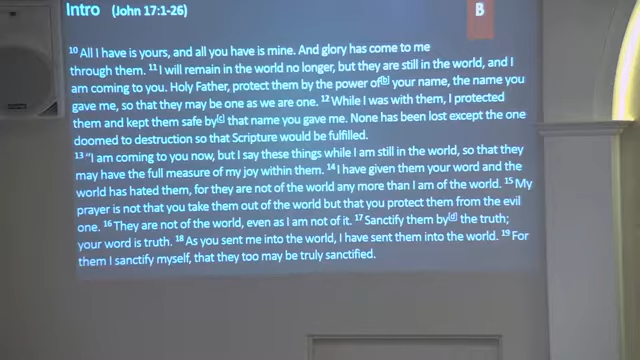 Intro (John 17:1-26)
B
10 All I have is yours, and all you have is mine. And glory has come to me
through them. 11 I will remain in the world no longer, but they are still in the world, and I
am coming to you. Holy Father, protect them by the power of[b] your name, the name you
gave me, so that they may be one as we are one. 12 While I was with them, I protected
them and kept them safe by[c] that name you gave me. None has been lost except the one
doomed to destruction so that Scripture would be fulfilled.
13 "I am coming to you now, but I say these things while I am still in the world, so that they
may have the full measure of my joy within them. 14 I have given them your word and the
world has hated them, for they are not of the world any more than I am of the world. 15 My
prayer is not that you take them out of the world but that you protect them from the evil
one. 16 They are not of the world, even as I am not of it. 17 Sanctify them by[d] the truth;
your word is truth. 18 As you sent me into the world, I have sent them into the world. 19 For
them I sanctify myself, that they too may be truly sanctified.